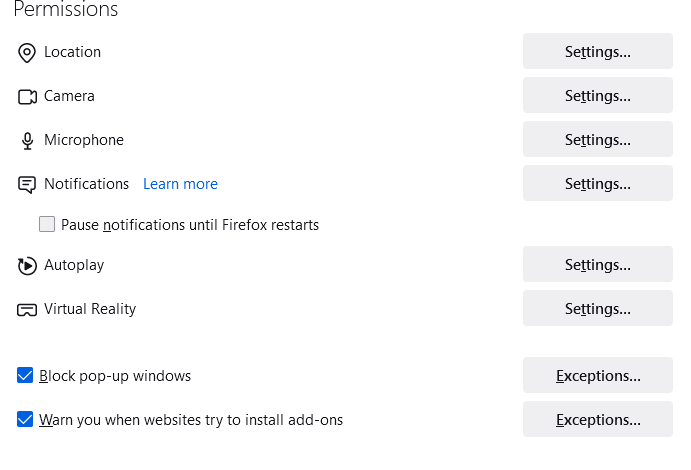 Permissions
Location Settings...
Camera Settings...
Microphone Settings...
Notifications Learn more Settings...
Pause notifications until Firefox restarts
Autoplay Settings...
Virtual Reality Settings...
Block pop-up windows Exceptions...
Warn you when websites try to install add-ons Exceptions...